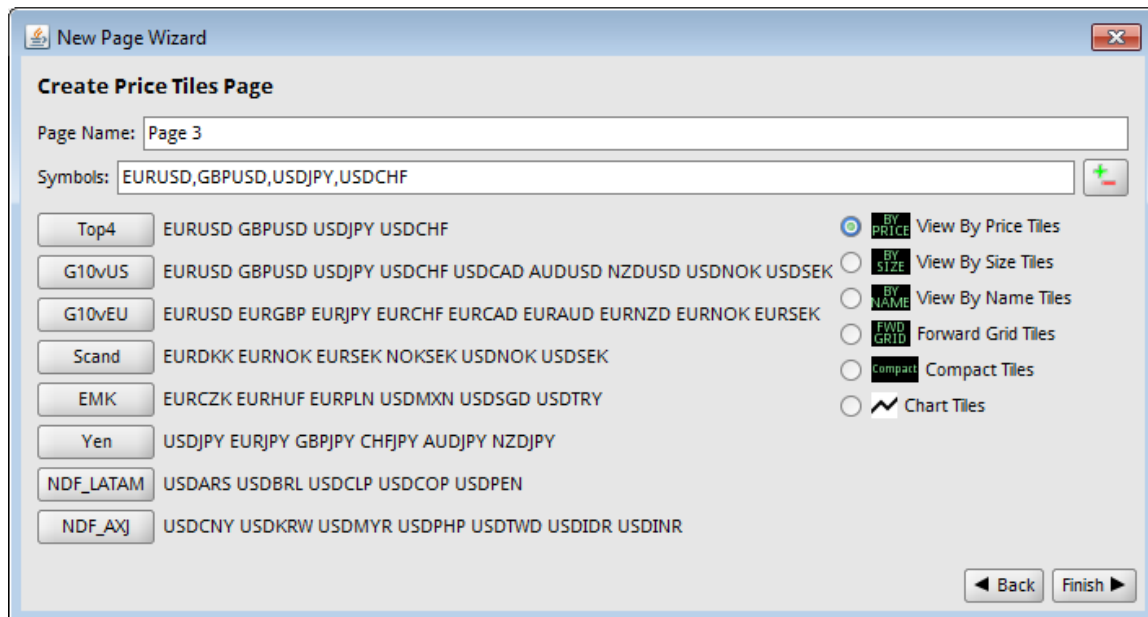 New Page Wizard
Create Price Tiles Page
Page Name: Page 3
Symbols: EURUSD,GBPUSD,USDJPY,USDCHF
Top4 EURUSD GBPUSD USDJPY USDCHF
G10vUS EURUSD GBPUSD USDJPY USDCHF USDCAD AUDUSD NZDUSD USDNOK USDSEK
G10vEU EURUSD EURGBP EURJPY EURCHF EURCAD EURAUD EURNZD EURNOK EURSEK
Scand EURDKK EURNOK EURSEK NOKSEK USDNOK USDSEK
EMK EURCZK EURHUF EURPLN USDMXN USDSGD USDTRY
Yen USDJPY EURJPY GBPJPY CHFJPY AUDJPY NZDJPY
NDF_LATAM USDARS USDBRL USDCLP USDCOP USDPEN
NDF_AXJ USDCNY USDKRW USDMYR USDPHP USDTWD USDIDR USDINR
BY PRICE View By Price Tiles
BY SIZE View By Size Tiles
BY NAME View By Name Tiles
FWD GRID Forward Grid Tiles
Compact Compact Tiles
Chart Tiles
Back Finish